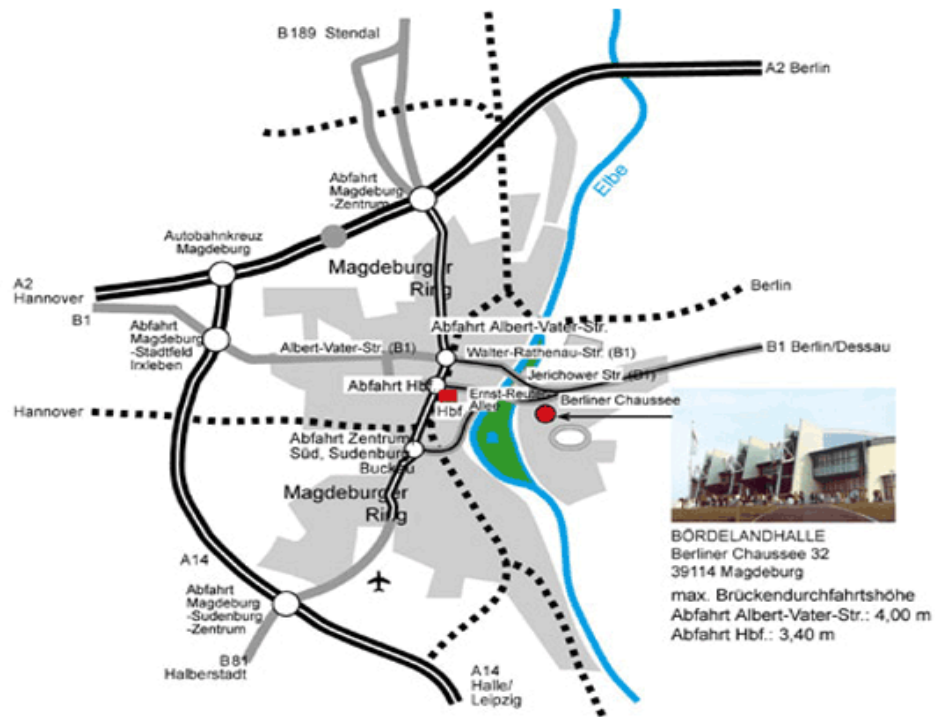 B189 Stendal
A2 Berlin
Elbe
Abfahrt
Magdeburg
-Zentrum
Autobahnkreuz
Magdeburg
Magdeburger
Ring
A2
Hannover
B1
Berlin
Abfahrt
Magdeburg
-Stadtfeld
Irxleben
Abfahrt Albert-Vater-Str.
Albert-Vater-Str. (B1)
Walter-Rathenau-Str. (B1)
B1 Berlin/Dessau
Jerichower Str. (B1)
Abfahrt Hbf
Hbf
Ernst-Reuter-
Allee
Berliner Chaussee
Hannover
Abfahrt Zentrum
Süd, Sudenburg
Buckau
Magdeburger
Ring
A14
Abfahrt
Magdeburg
-Sudenburg
-Zentrum
B81
Halberstadt
A14
Halle/
Leipzig
BÖRDELANDHALLE
Berliner Chaussee 32
39114 Magdeburg
max. Brückendurchfahrtshöhe
Abfahrt Albert-Vater-Str.: 4,00 m
Abfahrt Hbf.: 3,40 m